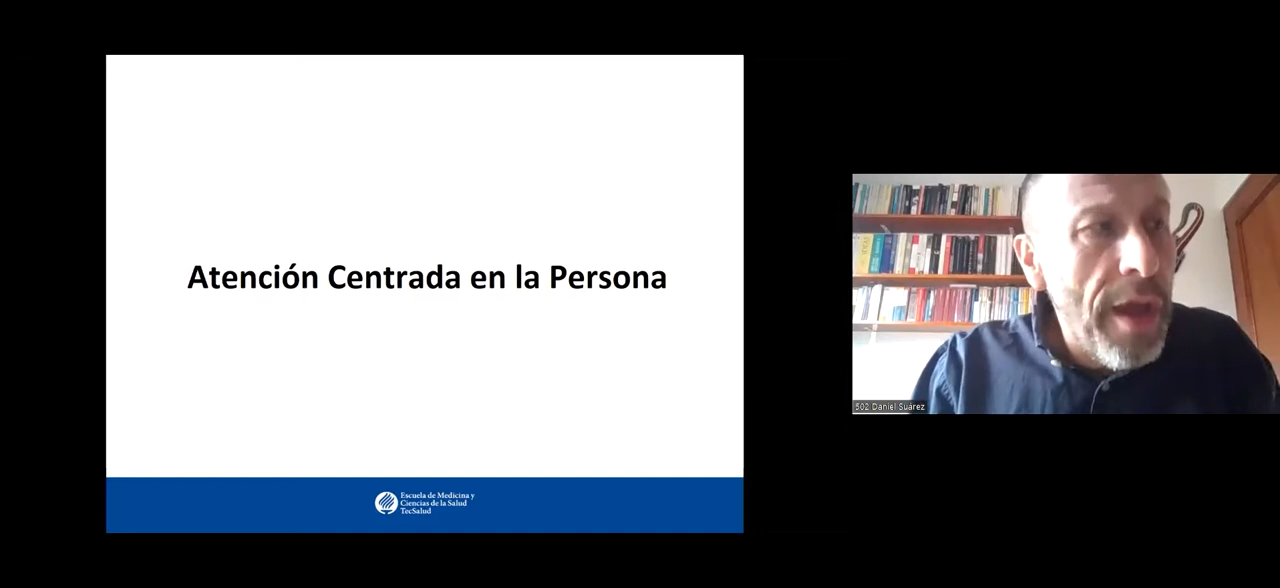 Atención Centrada en la Persona
Escuela de Medicina y
Ciencias de la Salud
TecSalud
502 Daniel Suárez